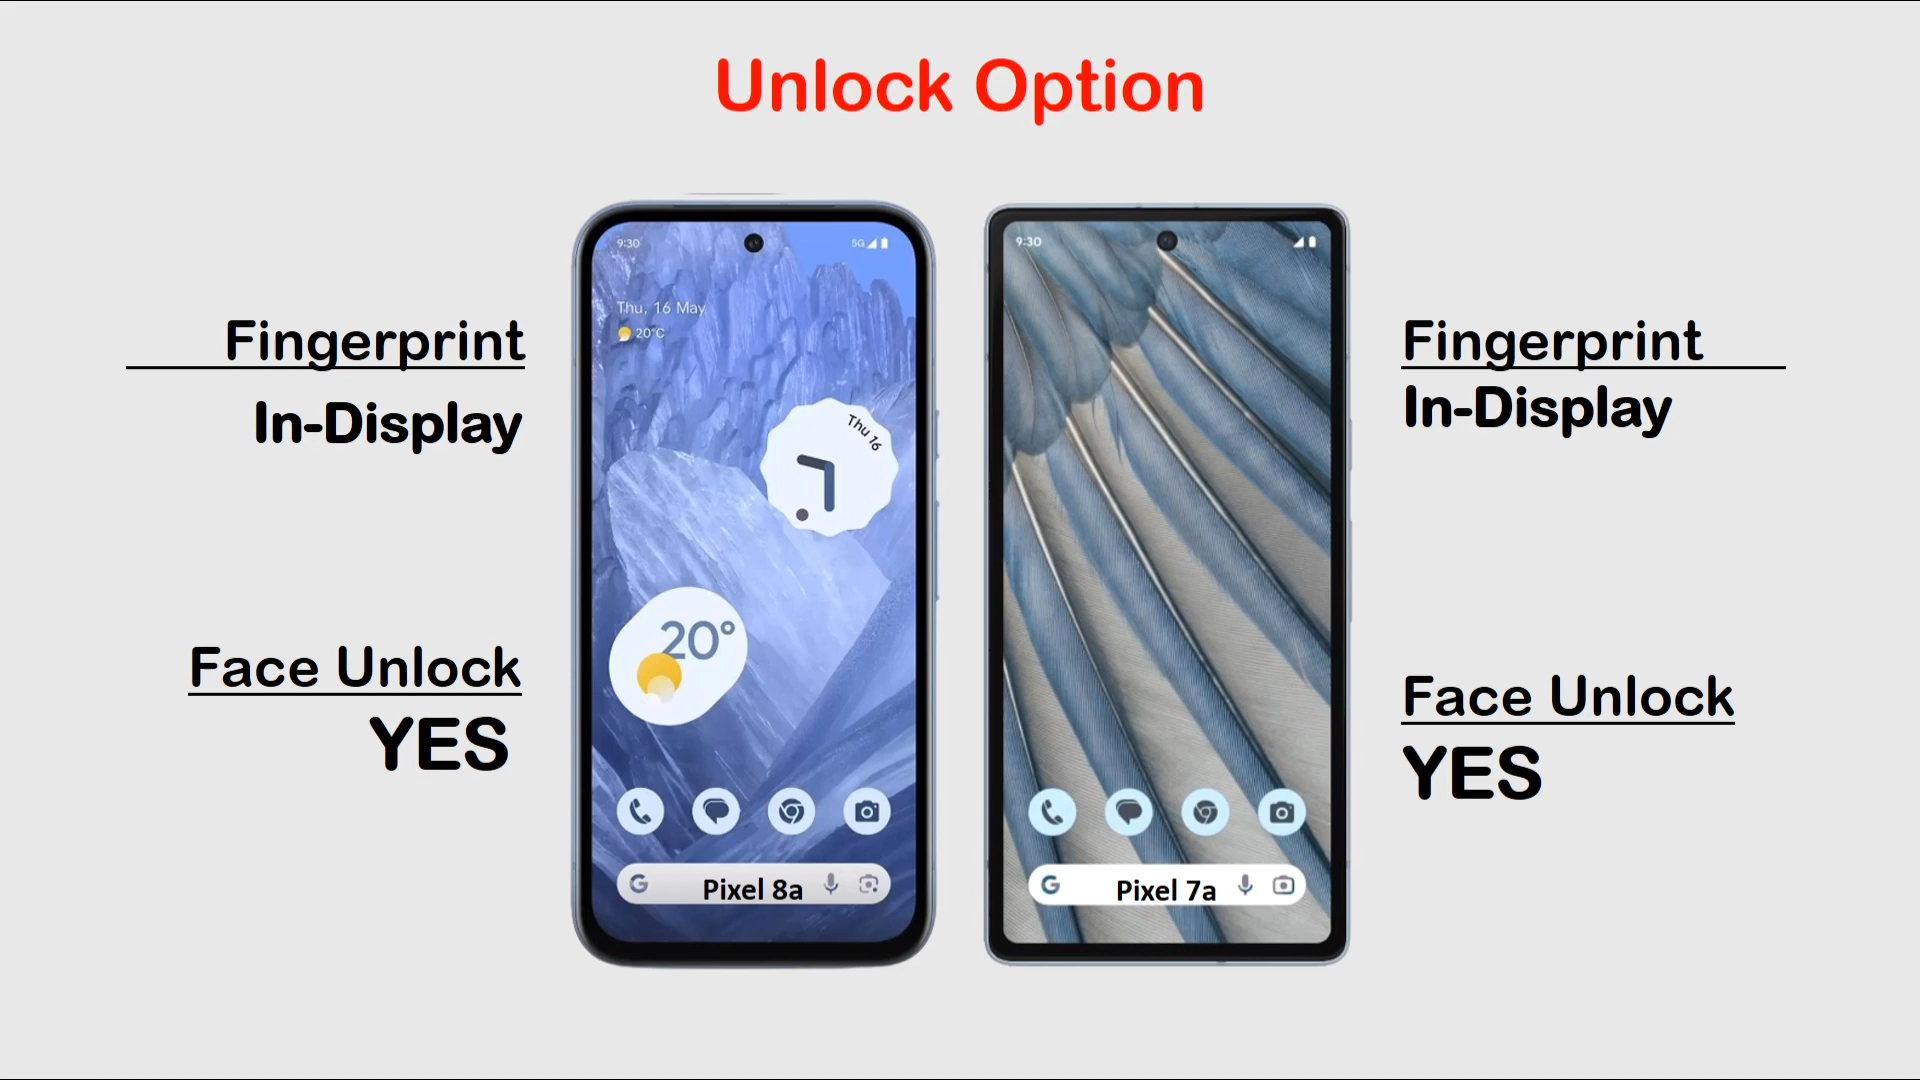 Unlock Option
Fingerprint
In-Display
Face Unlock
YES
9:30
5G
Thu, 16 May
20°C
Thu 16
20°
G
Pixel 8a
9:30
G
Pixel 7a
Fingerprint
In-Display
Face Unlock
YES